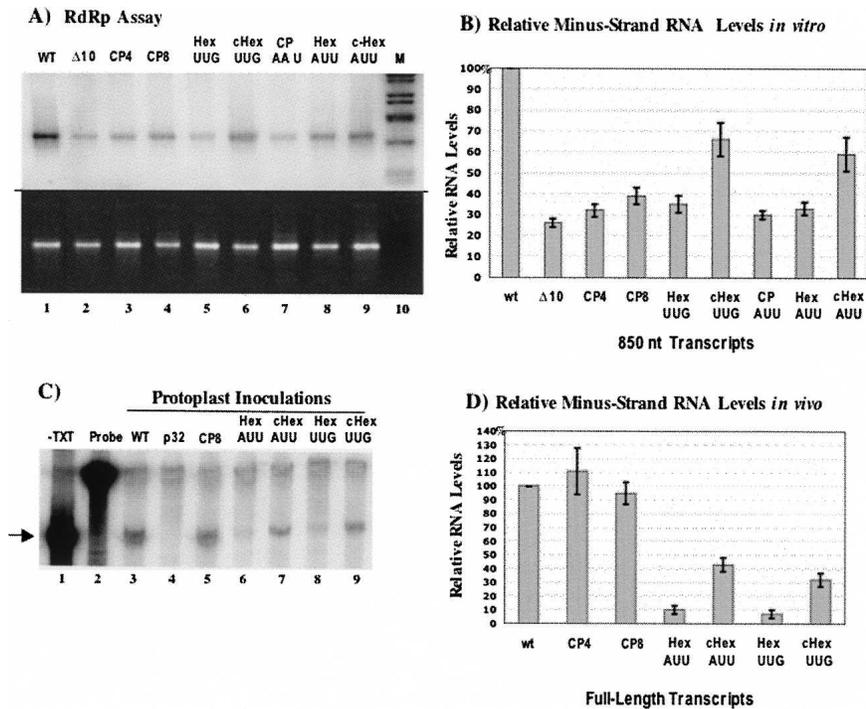 A) RdRp Assay
WT Δ10 CP4 CP8 Hex UUG cHex UUG CP AA U Hex AUU c-Hex AUU M
1 2 3 4 5 6 7 8 9 10
B) Relative Minus-Strand RNA Levels in vitro
Relative RNA Levels
100%
90
80
70
60
50
40
30
20
10
0
wt Δ10 CP4 CP8 Hex UUG cHex UUG CP AUU Hex AUU cHex AUU
850 nt Transcripts
C)
Protoplast Inoculations
-TXT Probe WT p32 CP8 Hex AUU cHex AUU Hex UUG cHex UUG
1 2 3 4 5 6 7 8 9
D) Relative Minus-Strand RNA Levels in vivo
Relative RNA Levels
140%
130
120
110
100
90
80
70
60
50
40
30
20
10
0
wt CP4 CP8 Hex AUU cHex AUU Hex UUG cHex UUG
Full-Length Transcripts